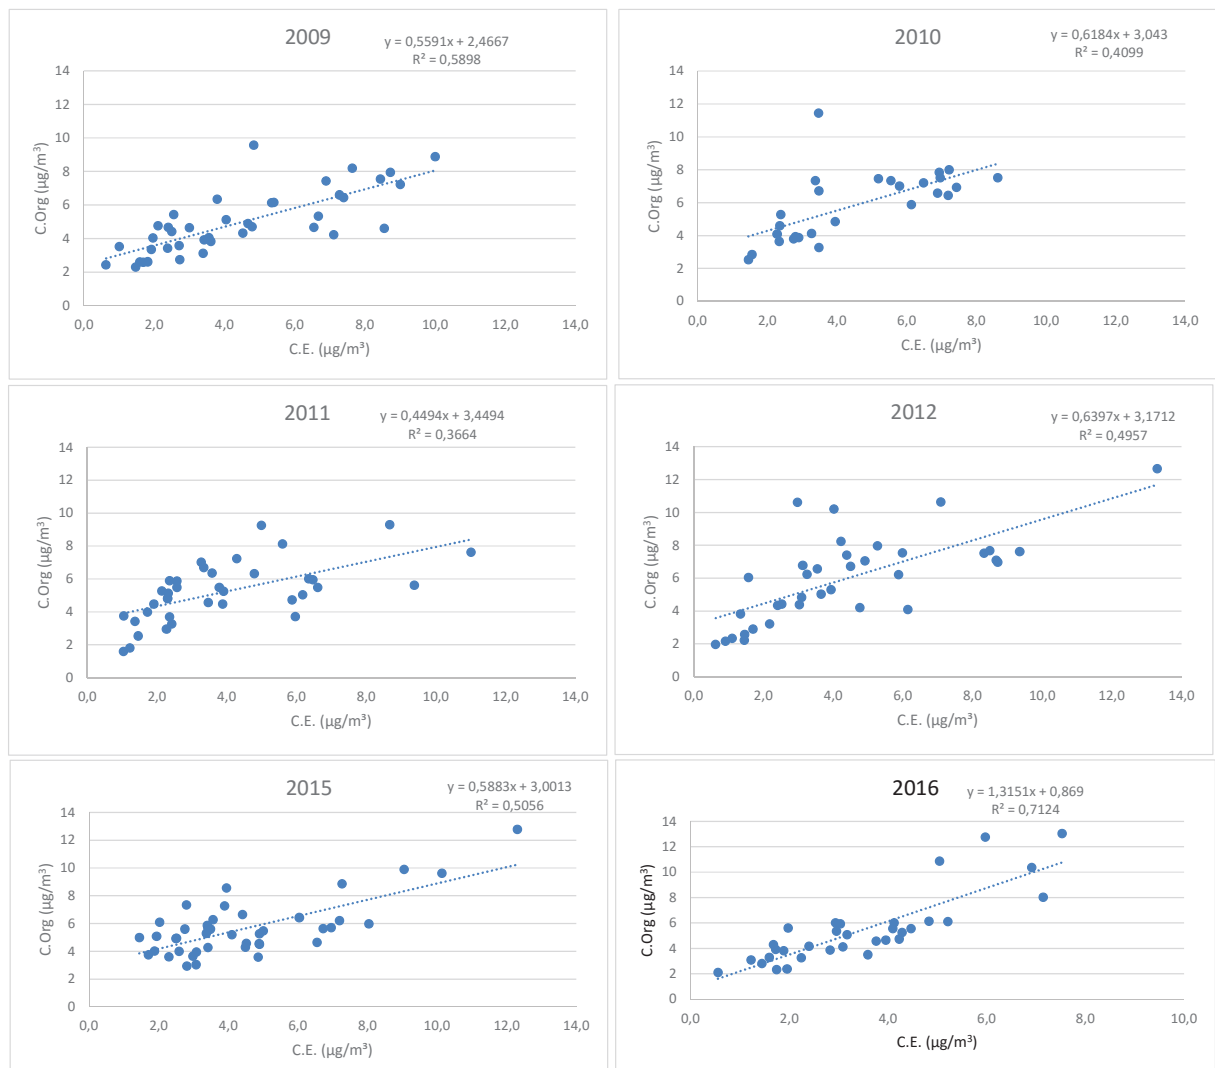 2009
y = 0,5591x + 2,4667
R² = 0,5898
14
12
10
8
6
4
2
0
C.Org (µg/m³)
0,0 2,0 4,0 6,0 8,0 10,0 12,0 14,0
C.E. (µg/m³)
2010
y = 0,6184x + 3,043
R² = 0,4099
14
12
10
8
6
4
2
0
C.Org (µg/m³)
0,0 2,0 4,0 6,0 8,0 10,0 12,0 14,0
C.E. (µg/m³)
2011
y = 0,4494x + 3,4494
R² = 0,3664
14
12
10
8
6
4
2
0
C.Org (µg/m³)
0,0 2,0 4,0 6,0 8,0 10,0 12,0 14,0
C.E. (µg/m³)
2012
y = 0,6397x + 3,1712
R² = 0,4957
14
12
10
8
6
4
2
0
C.Org (µg/m³)
0,0 2,0 4,0 6,0 8,0 10,0 12,0 14,0
C.E. (µg/m³)
2015
y = 0,5883x + 3,0013
R² = 0,5056
14
12
10
8
6
4
2
0
C.Org (µg/m³)
0,0 2,0 4,0 6,0 8,0 10,0 12,0 14,0
C.E. (µg/m³)
2016
y = 1,3151x + 0,869
R² = 0,7124
14
12
10
8
6
4
2
0
C.Org (µg/m³)
0,0 2,0 4,0 6,0 8,0 10,0
C.E. (µg/m³)